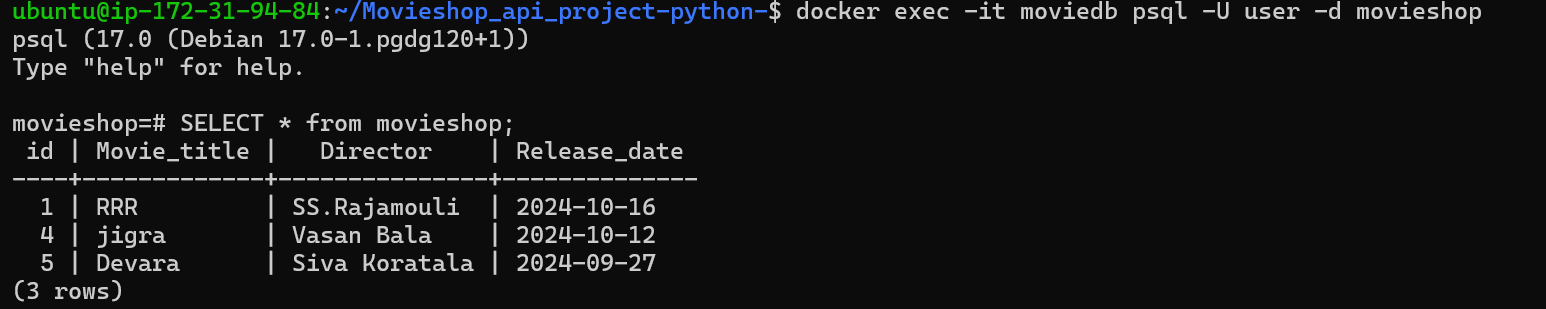 ubuntu@ip-172-31-94-84:~/Movieshop_api_project-python-$ docker exec -it moviedb psql -U user -d movieshop
psql (17.0 (Debian 17.0-1.pgdg120+1))
Type "help" for help.
movieshop=# SELECT * from movieshop;
 id | Movie_title |   Director    | Release_date
----+-------------+---------------+--------------
  1 | RRR         | SS.Rajamouli  | 2024-10-16
  4 | jigra       | Vasan Bala    | 2024-10-12
  5 | Devara      | Siva Koratala | 2024-09-27
(3 rows)